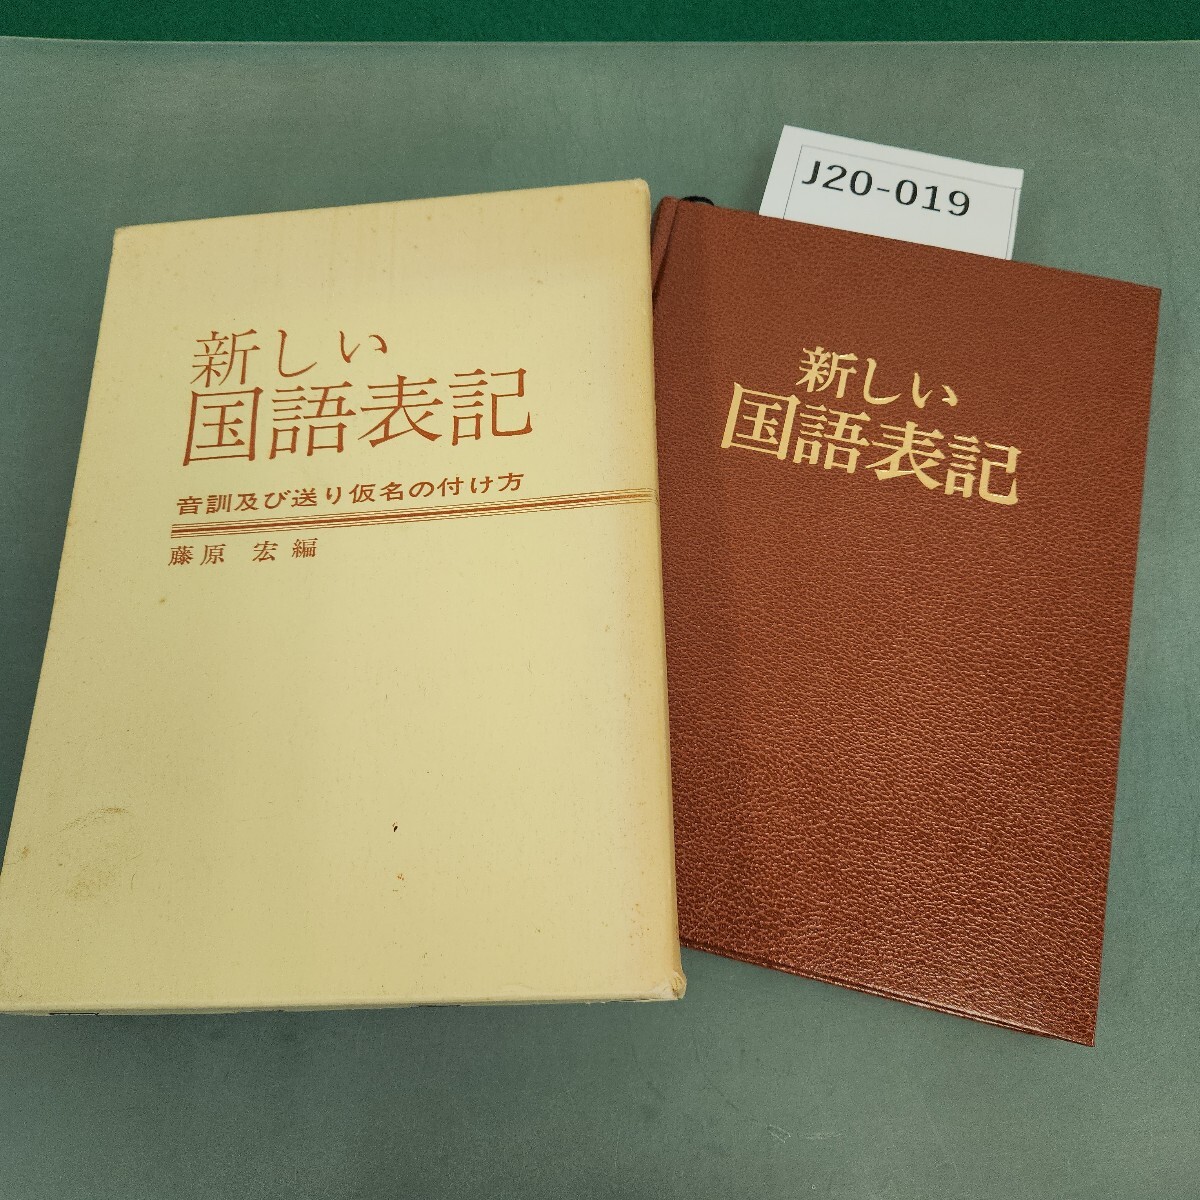 新しい
国語表記
音訓及び送り仮名の付け方
藤原 宏 編
J20-019
新しい
国語表記